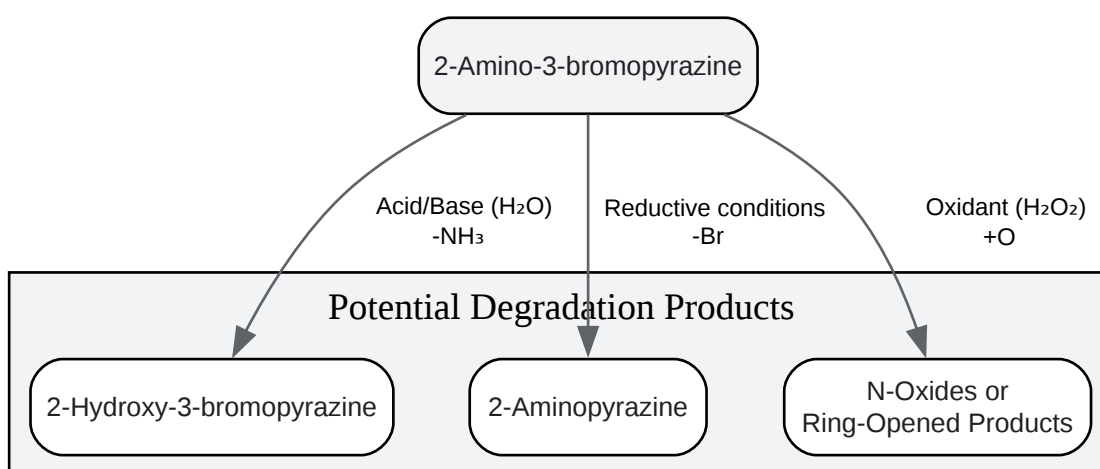 2-Amino-3-bromopyrazine
Acid/Base (H₂O)
-NH₃
Reductive conditions
-Br
Oxidant (H₂O₂)
+O
Potential Degradation Products
2-Hydroxy-3-bromopyrazine
2-Aminopyrazine
N-Oxides or
Ring-Opened Products